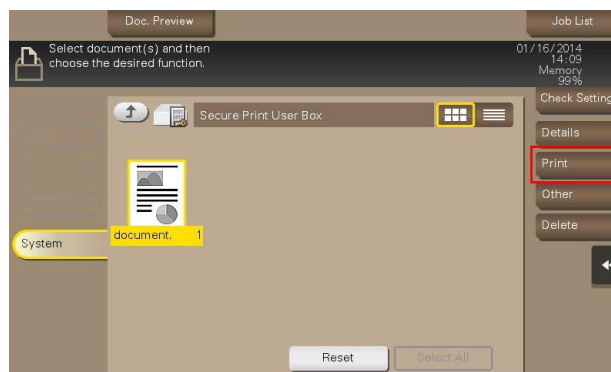 Doc. Preview
Job List
Select document(s) and then
choose the desired function.
01/16/2014
14:09
Memory
99%
Check Setting
Secure Print User Box
Details
Print
Other
Delete
document. 1
System
Reset
Select All